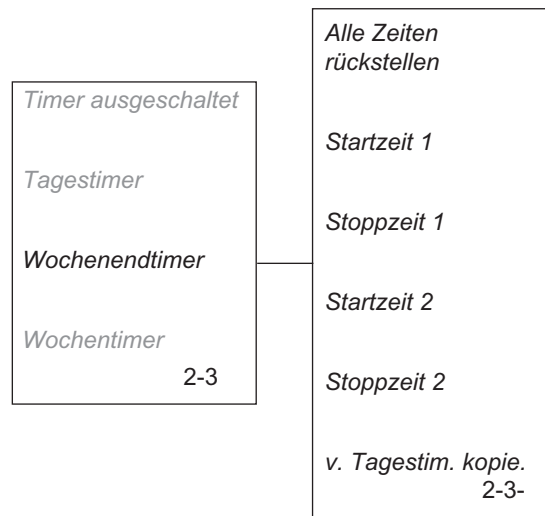 Timer ausgeschaltet
Tagestimer
Wochenendtimer
Wochentimer
2-3
Alle Zeiten
rückstellen
Startzeit 1
Stoppzeit 1
Startzeit 2
Stoppzeit 2
v. Tagestim. kopie.
2-3-